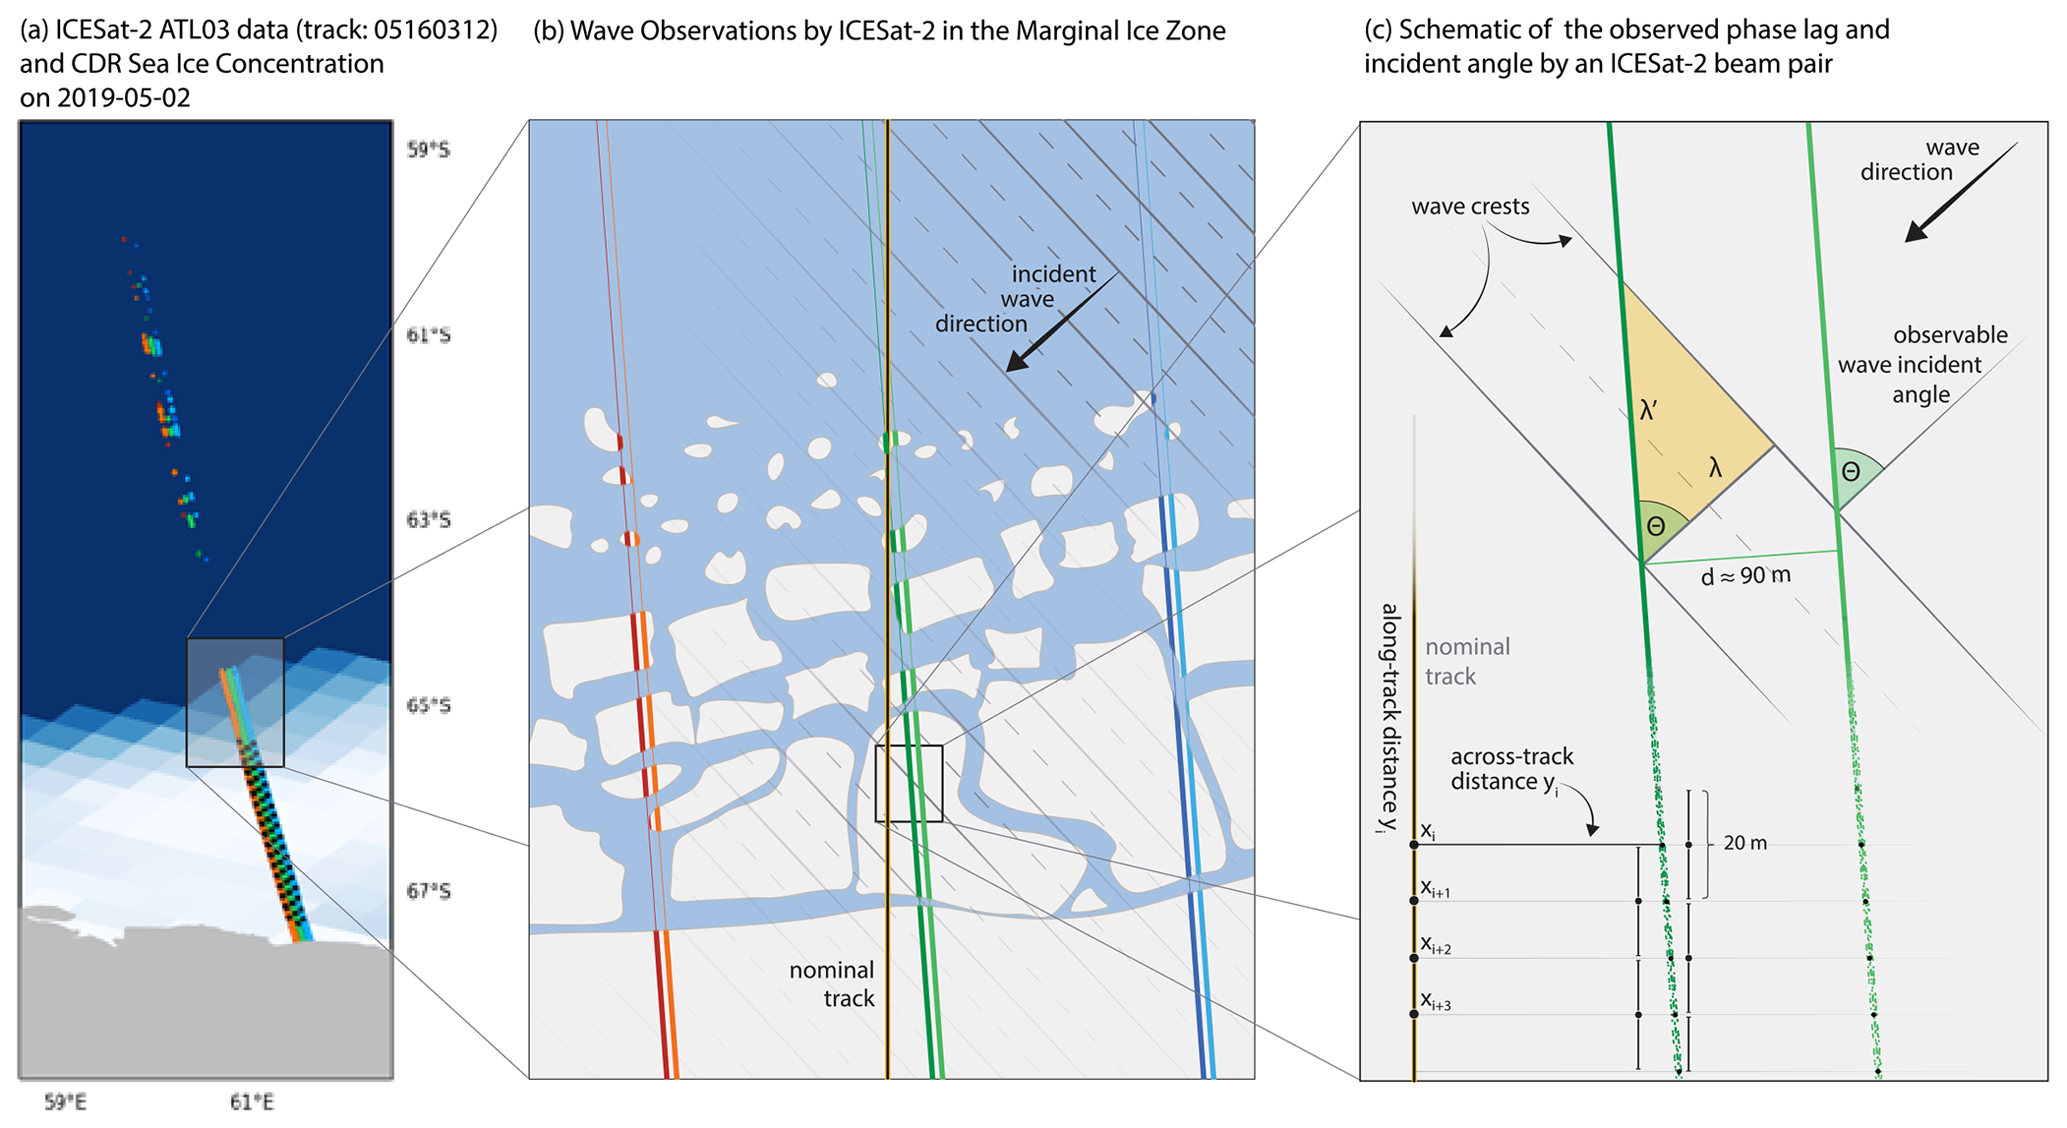 (a) ICESat-2 ATL03 data (track: 05160312)
and CDR Sea Ice Concentration
on 2019-05-02
59°S
61°S
63°S
65°S
67°S
59°E
61°E
(b) Wave Observations by ICESat-2 in the Marginal Ice Zone
incident
wave
direction
nominal
track
(c) Schematic of the observed phase lag and
incident angle by an ICESat-2 beam pair
wave
direction
wave crests
observable
wave incident
angle
λ′
λ
Θ
Θ
d ≈ 90 m
along-track distance y_i
nominal
track
across-track
distance y_i
x_i
20 m
x_{i+1}
x_{i+2}
x_{i+3}